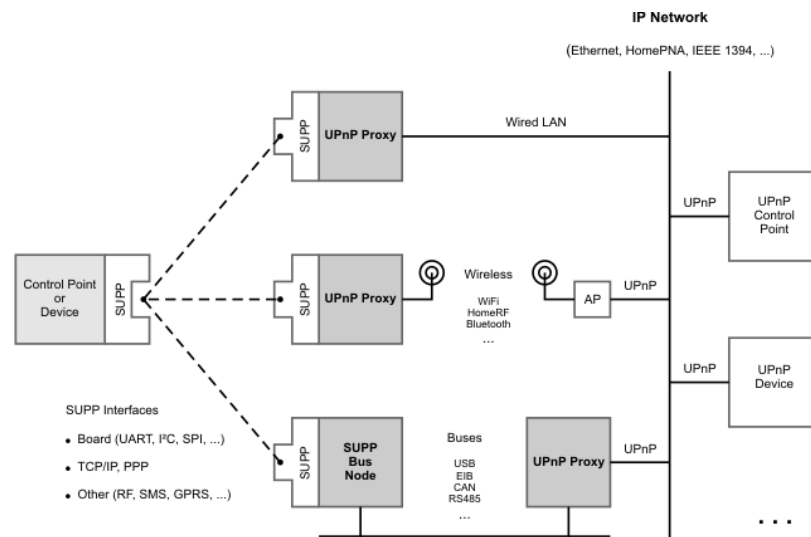 IP Network
(Ethernet, HomePNA, IEEE 1394, ...)
SUPP
UPnP Proxy
Wired LAN
UPnP
UPnP
Control
Point
Control Point
or
Device
SUPP
SUPP
UPnP Proxy
Wireless
WiFi
HomeRF
Bluetooth
...
AP
UPnP
UPnP
UPnP
Device
SUPP Interfaces
• Board (UART, I²C, SPI, ...)
• TCP/IP, PPP
• Other (RF, SMS, GPRS, ...)
SUPP
SUPP
Bus
Node
Buses
USB
EIB
CAN
RS485
...
UPnP Proxy
UPnP
. . .